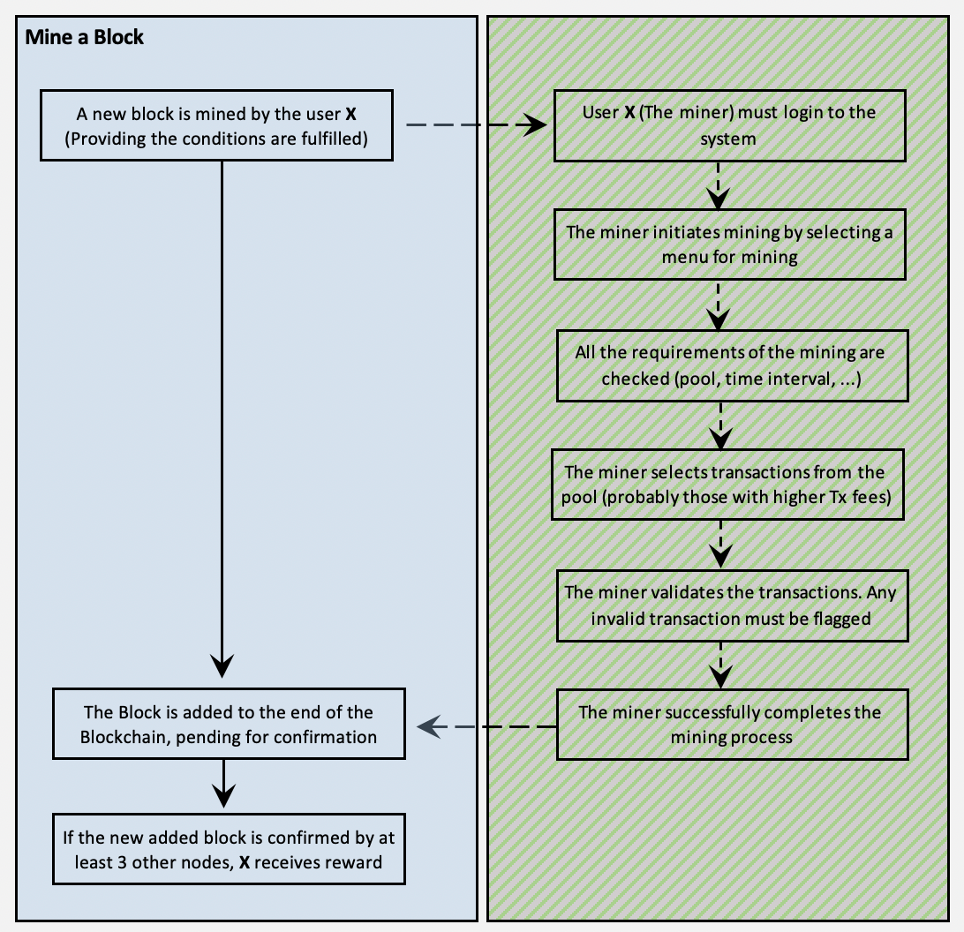 Mine a Block
A new block is mined by the user X
(Providing the conditions are fulfilled)
User X (The miner) must login to the
system
The miner initiates mining by selecting a
menu for mining
All the requirements of the mining are
checked (pool, time interval, ...)
The miner selects transactions from the
pool (probably those with higher Tx fees)
The miner validates the transactions. Any
invalid transaction must be flagged
The miner successfully completes the
mining process
The Block is added to the end of the
Blockchain, pending for confirmation
If the new added block is confirmed by at
least 3 other nodes, X receives reward